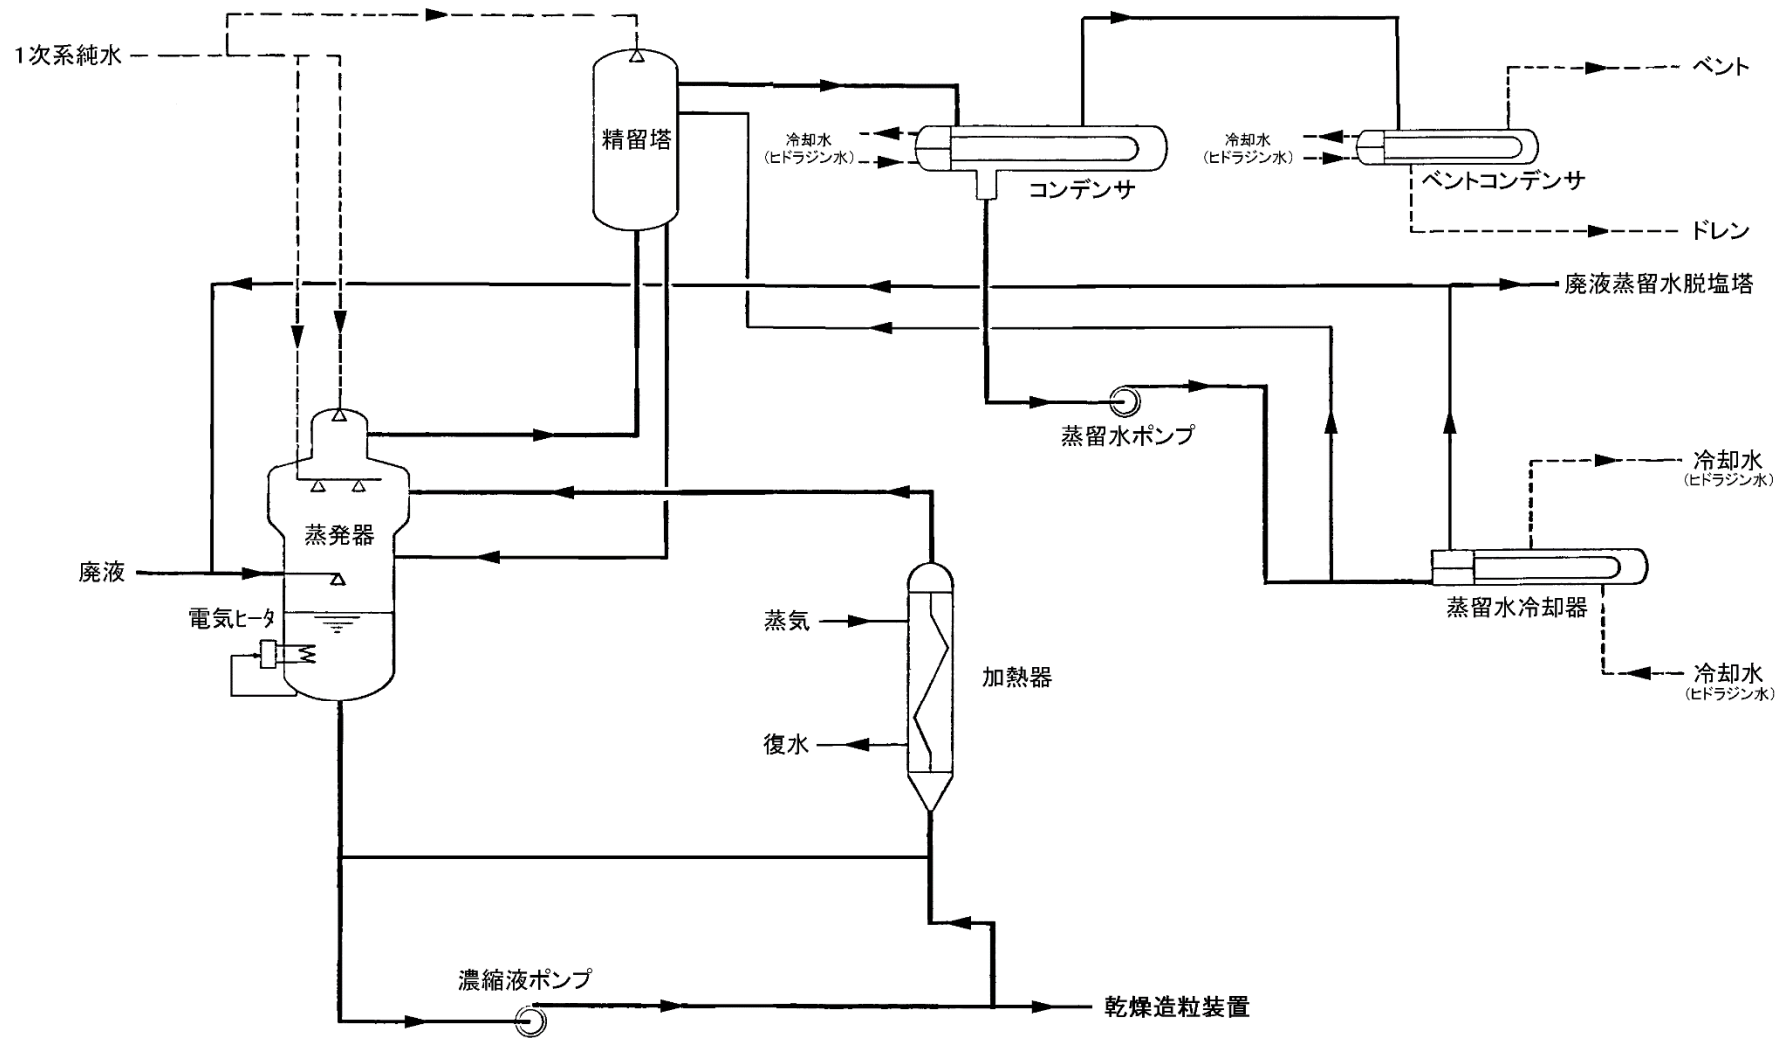 1次系純水
精留塔
冷却水
(ヒドラジン水)
コンデンサ
冷却水
(ヒドラジン水)
ベントコンデンサ
ベント
ドレン
廃液蒸留水脱塩塔
蒸留水ポンプ
冷却水
(ヒドラジン水)
蒸発器
廃液
電気ヒータ
蒸気
加熱器
復水
蒸留水冷却器
冷却水
(ヒドラジン水)
濃縮液ポンプ
乾燥造粒装置